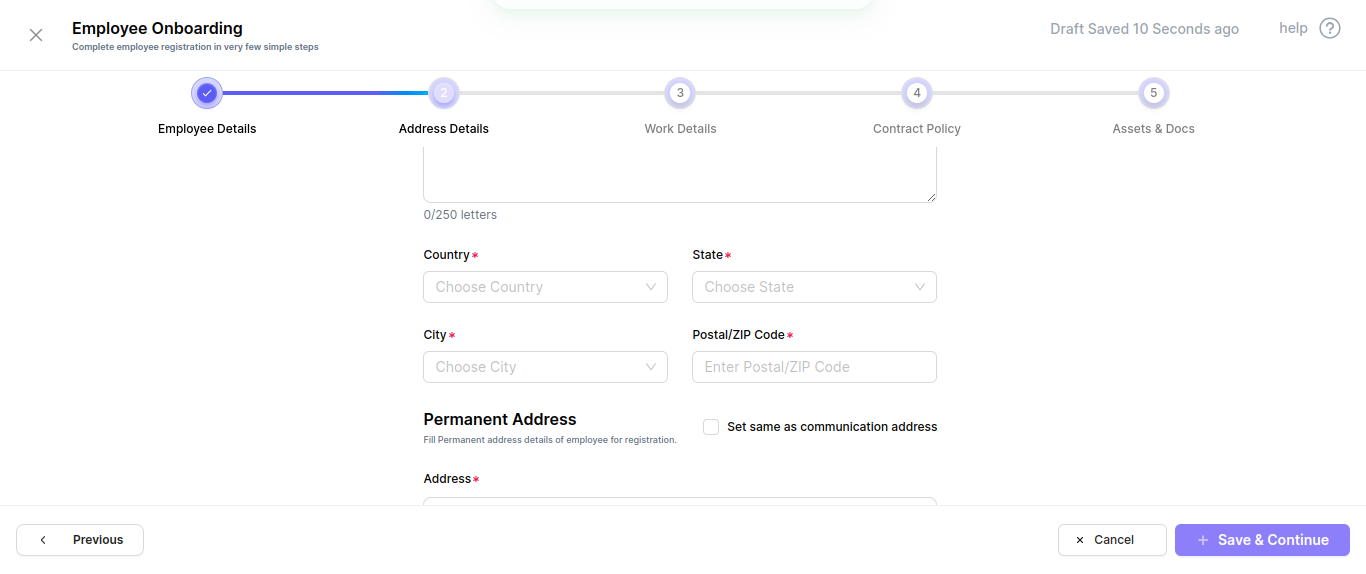 Employee Onboarding
Complete employee registration in very few simple steps
Draft Saved 10 Seconds ago
help ?
2
3
4
5
Employee Details
Address Details
Work Details
Contract Policy
Assets & Docs
0/250 letters
Country*
State*
Choose Country
Choose State
City*
Postal/ZIP Code*
Choose City
Enter Postal/ZIP Code
Permanent Address
Fill Permanent address details of employee for registration.
Set same as communication address
Address*
Previous
Cancel
Save & Continue